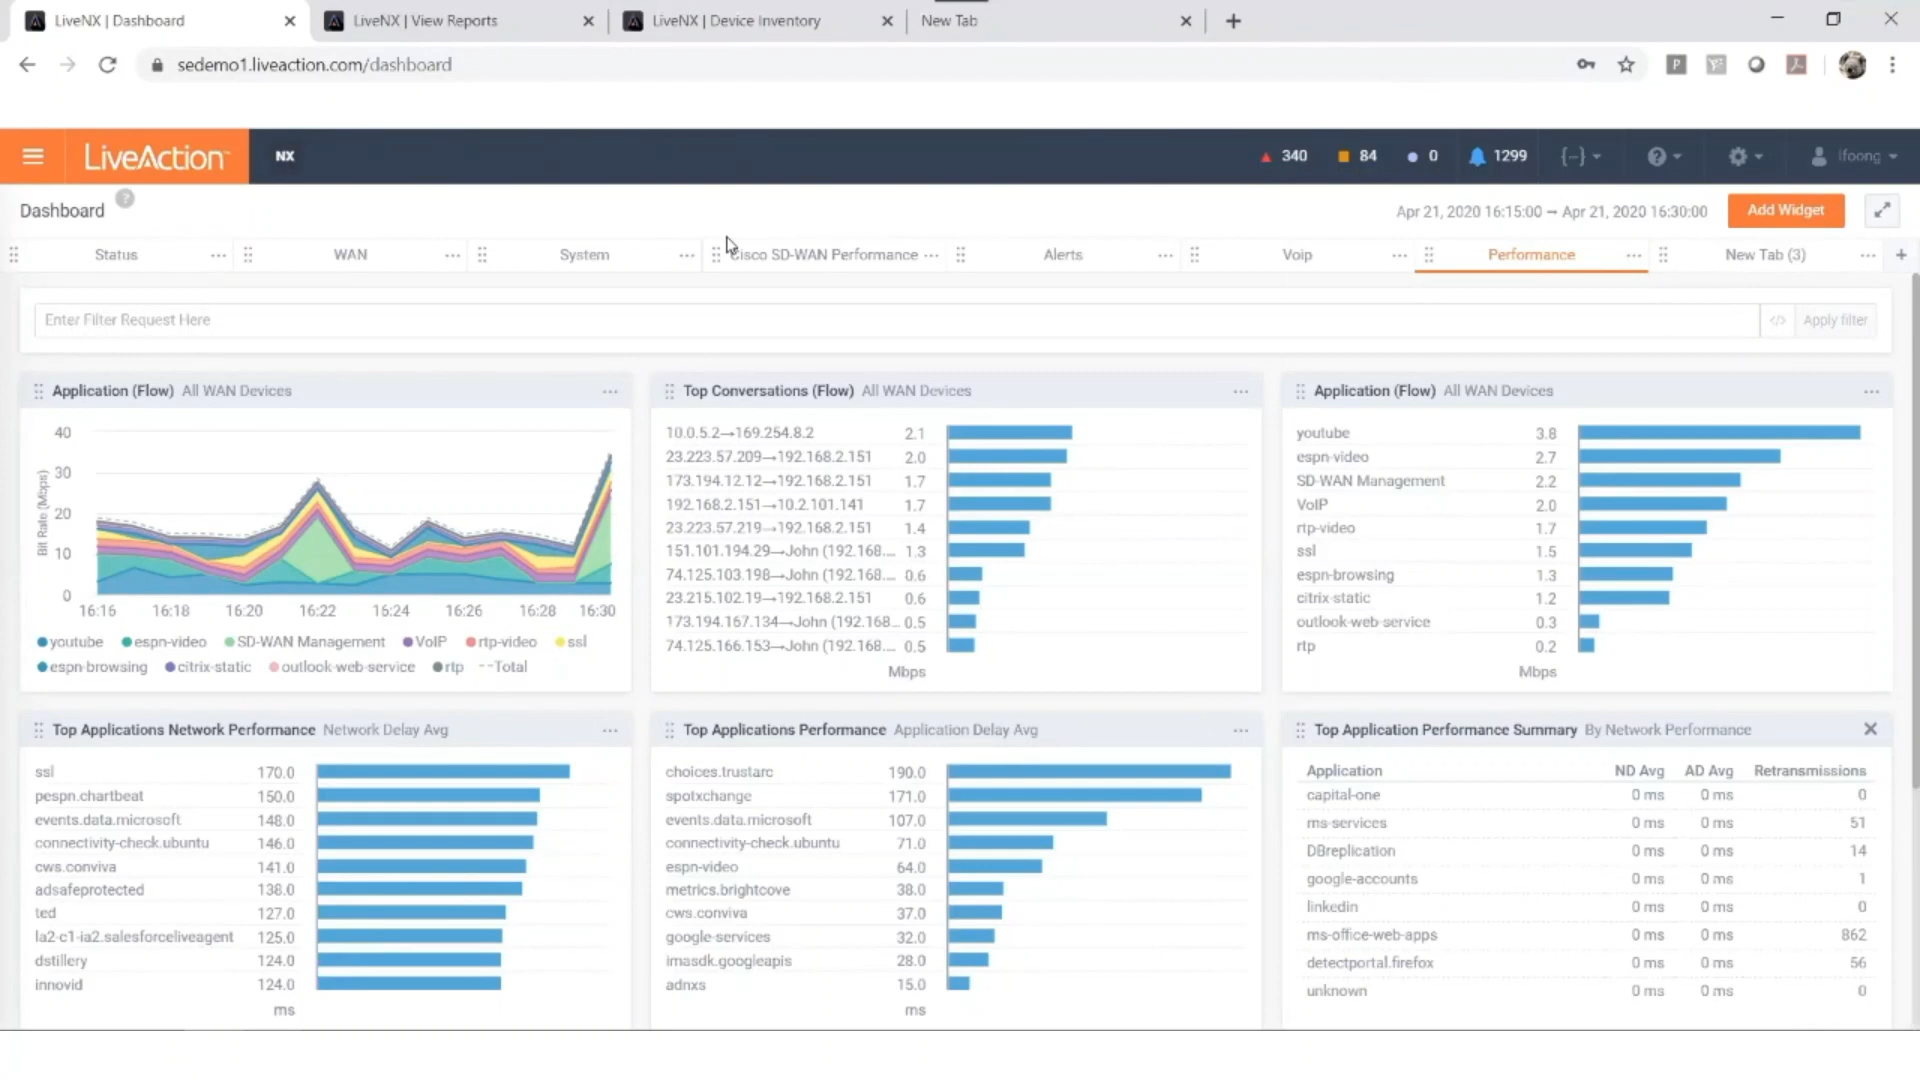 LiveNX | Dashboard
LiveNX | View Reports
LiveNX | Device Inventory
New Tab
sedemo1.liveaction.com/dashboard
LiveAction
NX
340
84
0
1299
{--}
?
lfoong
Dashboard
?
Apr 21, 2020 16:15:00 – Apr 21, 2020 16:30:00
Add Widget
Status
WAN
System
Cisco SD-WAN Performance
Alerts
Voip
Performance
New Tab (3)
Enter Filter Request Here
</>
Apply filter
Application (Flow) All WAN Devices
Bit Rate (Mbps)
40
30
20
10
0
16:16 16:18 16:20 16:22 16:24 16:26 16:28 16:30
youtube espn-video SD-WAN Management VoIP rtp-video ssl
espn-browsing citrix-static outlook-web-service rtp --Total
Top Conversations (Flow) All WAN Devices
10.0.5.2→169.254.8.2 2.1
23.223.57.209→192.168.2.151 2.0
173.194.12.12→192.168.2.151 1.7
192.168.2.151→10.2.101.141 1.7
23.223.57.219→192.168.2.151 1.4
151.101.194.29→John (192.168.... 1.3
74.125.103.198→John (192.168.... 0.6
23.215.102.19→192.168.2.151 0.6
173.194.167.134→John (192.168... 0.5
74.125.166.153→John (192.168.... 0.5
Mbps
Application (Flow) All WAN Devices
youtube 3.8
espn-video 2.7
SD-WAN Management 2.2
VoIP 2.0
rtp-video 1.7
ssl 1.5
espn-browsing 1.3
citrix-static 1.2
outlook-web-service 0.3
rtp 0.2
Mbps
Top Applications Network Performance Network Delay Avg
ssl 170.0
pespn.chartbeat 150.0
events.data.microsoft 148.0
connectivity-check.ubuntu 146.0
cws.conviva 141.0
adsafeprotected 138.0
ted 127.0
la2-c1-ia2.salesforceliveagent 125.0
dstillery 124.0
innovid 124.0
ms
Top Applications Performance Application Delay Avg
choices.trustarc 190.0
spotxchange 171.0
events.data.microsoft 107.0
connectivity-check.ubuntu 71.0
espn-video 64.0
metrics.brightcove 38.0
cws.conviva 37.0
google-services 32.0
imasdk.googleapis 28.0
adnxs 15.0
ms
Top Application Performance Summary By Network Performance
Application ND Avg AD Avg Retransmissions
capital-one 0 ms 0 ms 0
ms-services 0 ms 0 ms 51
DBreplication 0 ms 0 ms 14
google-accounts 0 ms 0 ms 1
linkedin 0 ms 0 ms 0
ms-office-web-apps 0 ms 0 ms 862
detectportal.firefox 0 ms 0 ms 56
unknown 0 ms 0 ms 0